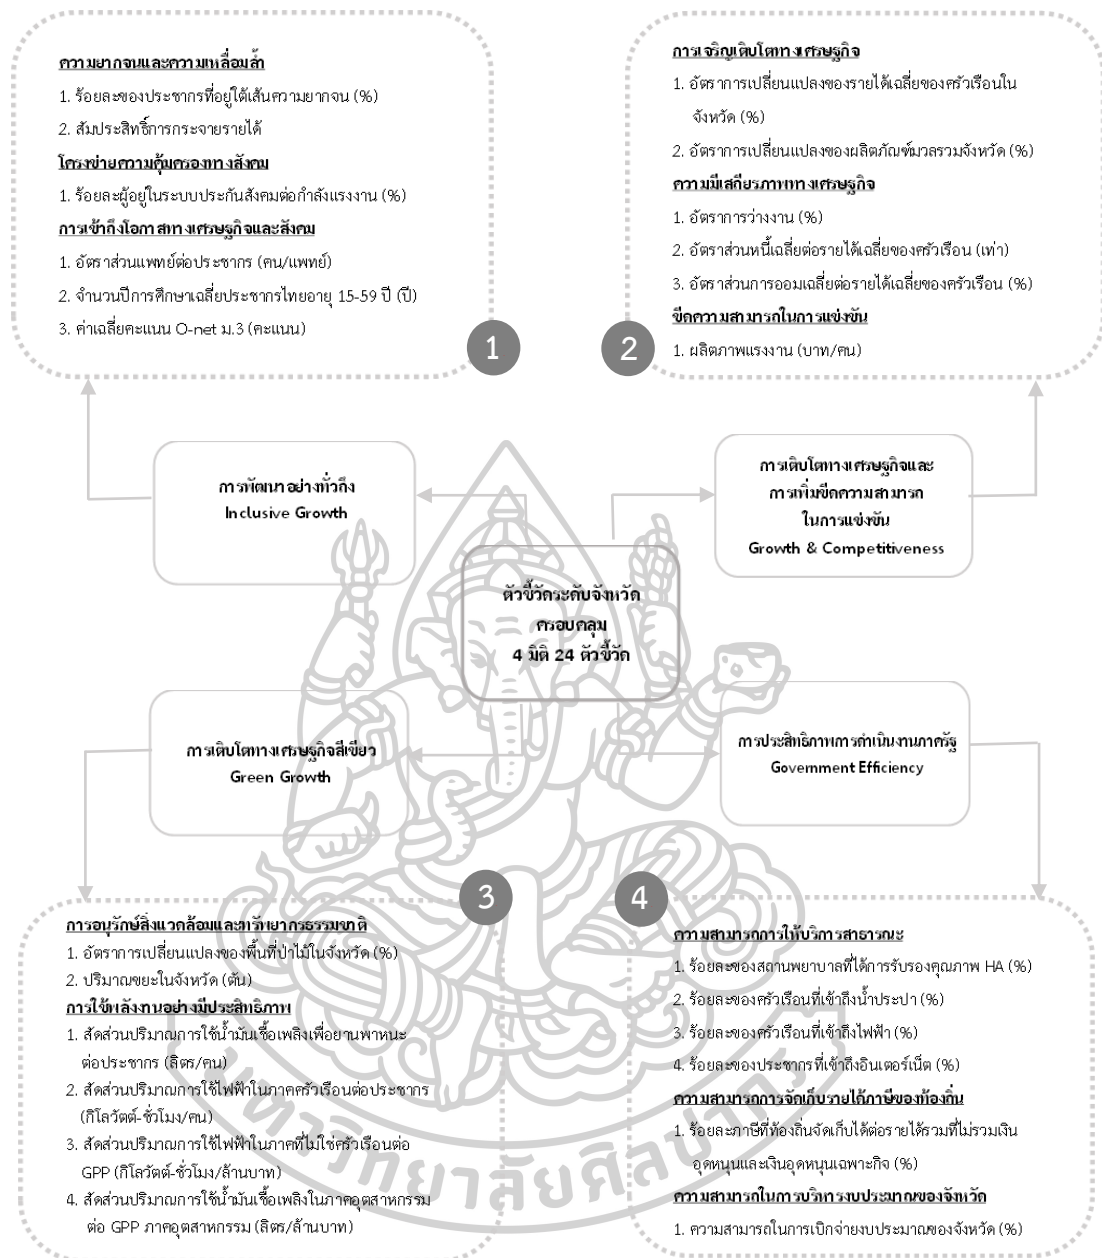 ความยากจนและความเหลื่อมล้ำ
1. ร้อยละของประชากรที่อยู่ใต้เส้นความยากจน (%)
2. สัมประสิทธิ์การกระจายรายได้
โครงข่ายความคุ้มครองทางสังคม
1. ร้อยละผู้อยู่ในระบบประกันสังคมต่อกำลังแรงงาน (%)
การเข้าถึงโอกาสทางเศรษฐกิจและสังคม
1. อัตราส่วนแพทย์ต่อประชากร (คน/แพทย์)
2. จำนวนปีการศึกษาเฉลี่ยประชากรไทยอายุ 15-59 ปี (ปี)
3. ค่าเฉลี่ยคะแนน O-net ม.3 (คะแนน)
1
การเจริญเติบโตทางเศรษฐกิจ
1. อัตราการเปลี่ยนแปลงของรายได้เฉลี่ยของครัวเรือนใน
จังหวัด (%)
2. อัตราการเปลี่ยนแปลงของผลิตภัณฑ์มวลรวมจังหวัด (%)
ความมีเสถียรภาพทางเศรษฐกิจ
1. อัตราการว่างงาน (%)
2. อัตราส่วนหนี้เฉลี่ยต่อรายได้เฉลี่ยของครัวเรือน (เท่า)
3. อัตราส่วนการออมเฉลี่ยต่อรายได้เฉลี่ยของครัวเรือน (%)
ขีดความสามารถในการแข่งขัน
1. ผลิตภาพแรงงาน (บาท/คน)
2
การพัฒนาอย่างทั่วถึง
Inclusive Growth
การเติบโตทางเศรษฐกิจและ
การเพิ่มขีดความสามารถ
ในการแข่งขัน
Growth & Competitiveness
ตัวชี้วัดระดับจังหวัด
ครอบคลุม
4 มิติ 24 ตัวชี้วัด
การเติบโตทางเศรษฐกิจสีเขียว
Green Growth
การประสิทธิภาพการดำเนินงานภาครัฐ
Government Efficiency
3
การอนุรักษ์สิ่งแวดล้อมและทรัพยากรธรรมชาติ
1. อัตราการเปลี่ยนแปลงของพื้นที่ป่าไม้ในจังหวัด (%)
2. ปริมาณขยะในจังหวัด (ตัน)
การใช้พลังงานอย่างมีประสิทธิภาพ
1. สัดส่วนปริมาณการใช้น้ำมันเชื้อเพลิงเพื่อยานพาหนะ
ต่อประชากร (ลิตร/คน)
2. สัดส่วนปริมาณการใช้ไฟฟ้าในภาคครัวเรือนต่อประชากร
(กิโลวัตต์-ชั่วโมง/คน)
3. สัดส่วนปริมาณการใช้ไฟฟ้าในภาคที่ไม่ใช่ครัวเรือนต่อ
GPP (กิโลวัตต์-ชั่วโมง/ล้านบาท)
4. สัดส่วนปริมาณการใช้น้ำมันเชื้อเพลิงในภาคอุตสาหกรรม
ต่อ GPP ภาคอุตสาหกรรม (ลิตร/ล้านบาท)
4
ความสามารถการให้บริการสาธารณะ
1. ร้อยละของสถานพยาบาลที่ได้การรับรองคุณภาพ HA (%)
2. ร้อยละของครัวเรือนที่เข้าถึงน้ำประปา (%)
3. ร้อยละของครัวเรือนที่เข้าถึงไฟฟ้า (%)
4. ร้อยละของประชากรที่เข้าถึงอินเตอร์เน็ต (%)
ความสามารถการจัดเก็บรายได้ภาษีของท้องถิ่น
1. ร้อยละภาษีที่ท้องถิ่นจัดเก็บได้ต่อรายได้รวมที่ไม่รวมเงิน
อุดหนุนและเงินอุดหนุนเฉพาะกิจ (%)
ความสามารถในการบริหารงบประมาณของจังหวัด
1. ความสามารถในการเบิกจ่ายงบประมาณของจังหวัด (%)
มหาวิทยาลัยศิลปากร